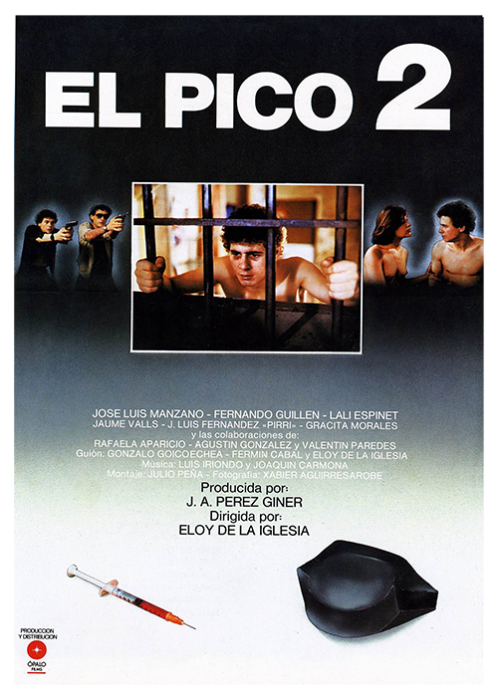 EL PICO 2
JOSE LUIS MANZANO - FERNANDO GUILLEN - LALI ESPINET
JAUME VALLS - J. LUIS FERNANDEZ «PIRRI» - GRACITA MORALES
y las colaboraciones de:
RAFAELA APARICIO - AGUSTIN GONZALEZ y VALENTIN PAREDES
Guión: GONZALO GOICOECHEA - FERMIN CABAL y ELOY DE LA IGLESIA
Música: LUIS IRIONDO y JOAQUIN CARMONA
Montaje: JULIO PEÑA - Fotografía: XABIER AGUIRRESAROBE
Producida por:
J. A. PEREZ GINER
Dirigida por:
ELOY DE LA IGLESIA
PRODUCCION
Y DISTRIBUCION
ÓPALO
FILMS